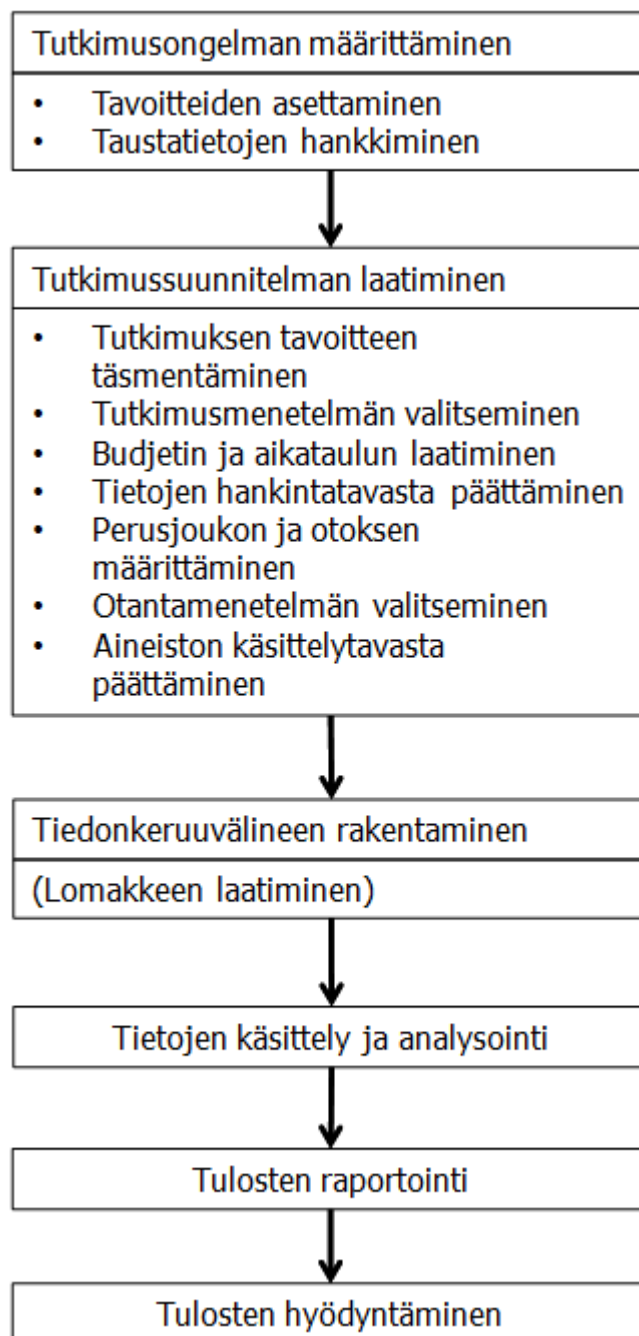 Tutkimusongelman määrittäminen
• Tavoitteiden asettaminen
• Taustatietojen hankkiminen
Tutkimussuunnitelman laatiminen
• Tutkimuksen tavoitteen
täsmentäminen
• Tutkimusmenetelmän valitseminen
• Budjetin ja aikataulun laatiminen
• Tietojen hankintatavasta päättäminen
• Perusjoukon ja otoksen
määrittäminen
• Otantamenetelmän valitseminen
• Aineiston käsittelytavasta
päättäminen
Tiedonkeruuvälineen rakentaminen
(Lomakkeen laatiminen)
Tietojen käsittely ja analysointi
Tulosten raportointi
Tulosten hyödyntäminen